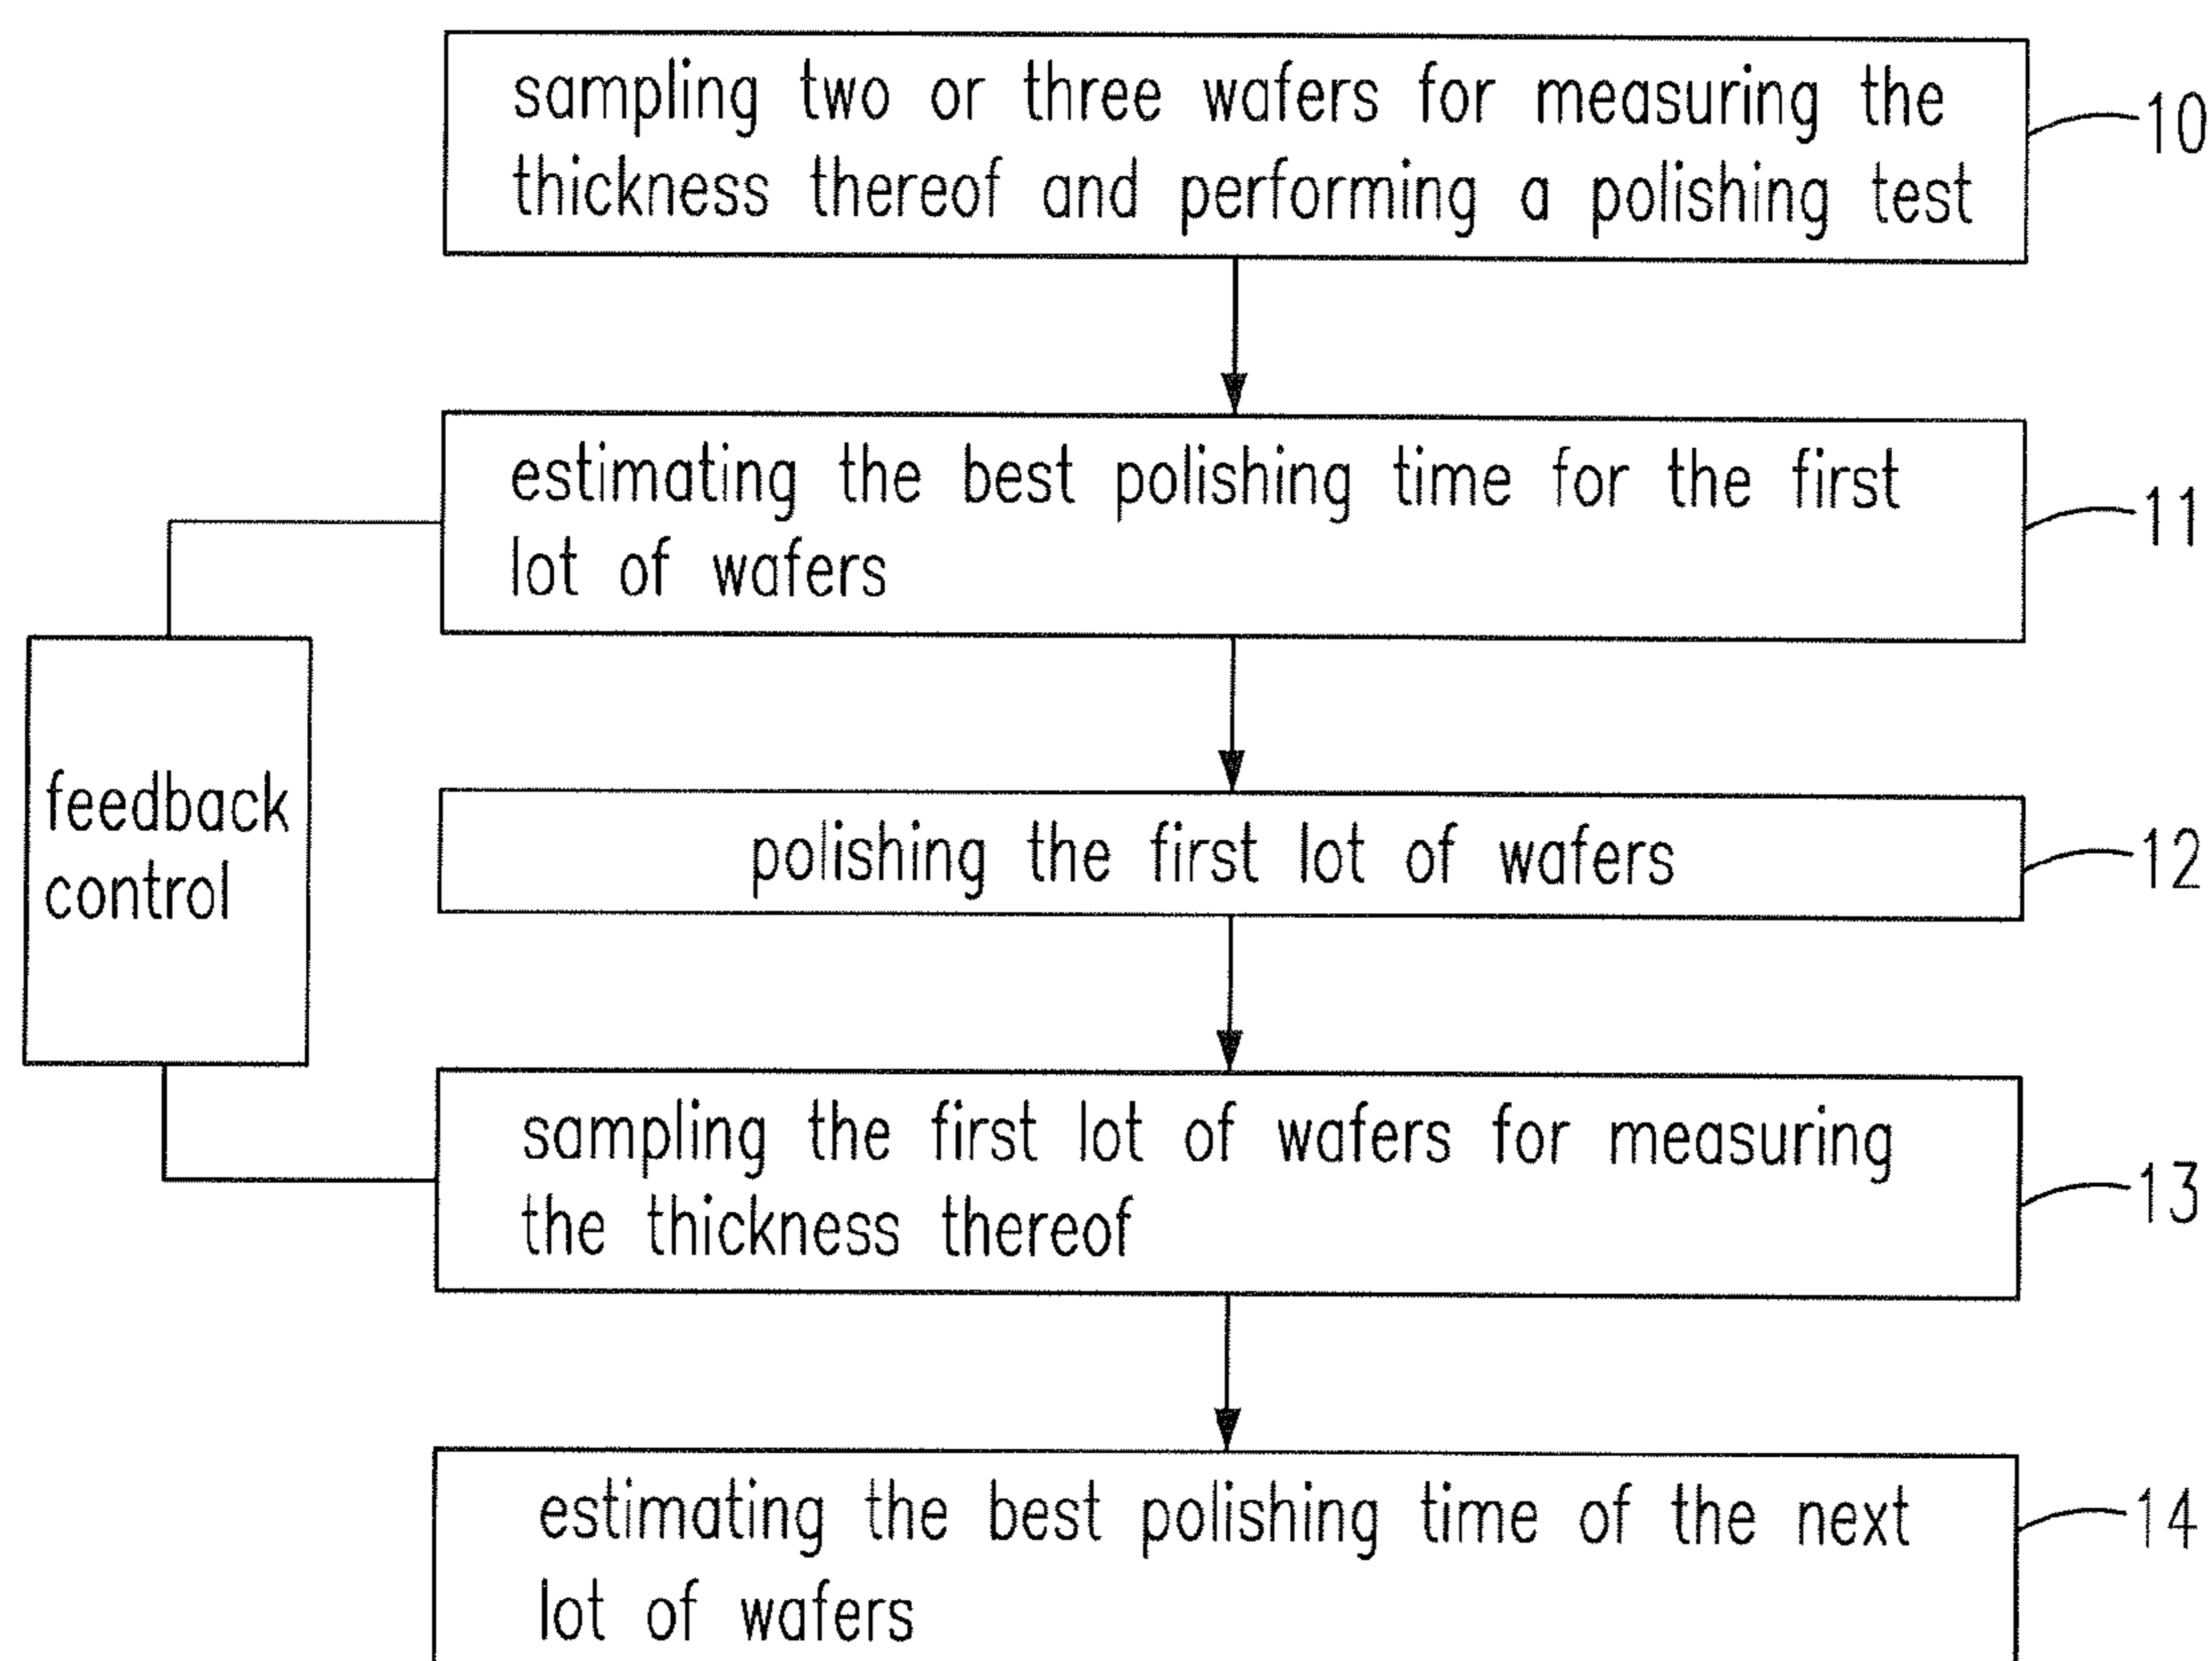 sampling two or three wafers for measuring the
thickness thereof and performing a polishing test
10
estimating the best polishing time for the first
lot of wafers
11
feedback
control
polishing the first lot of wafers
12
sampling the first lot of wafers for measuring
the thickness thereof
13
estimating the best polishing time of the next
lot of wafers
14